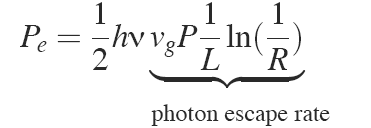 P_e = \frac{1}{2} h\nu \underbrace{v_g P \frac{1}{L} \ln(\frac{1}{R})}
photon escape rate